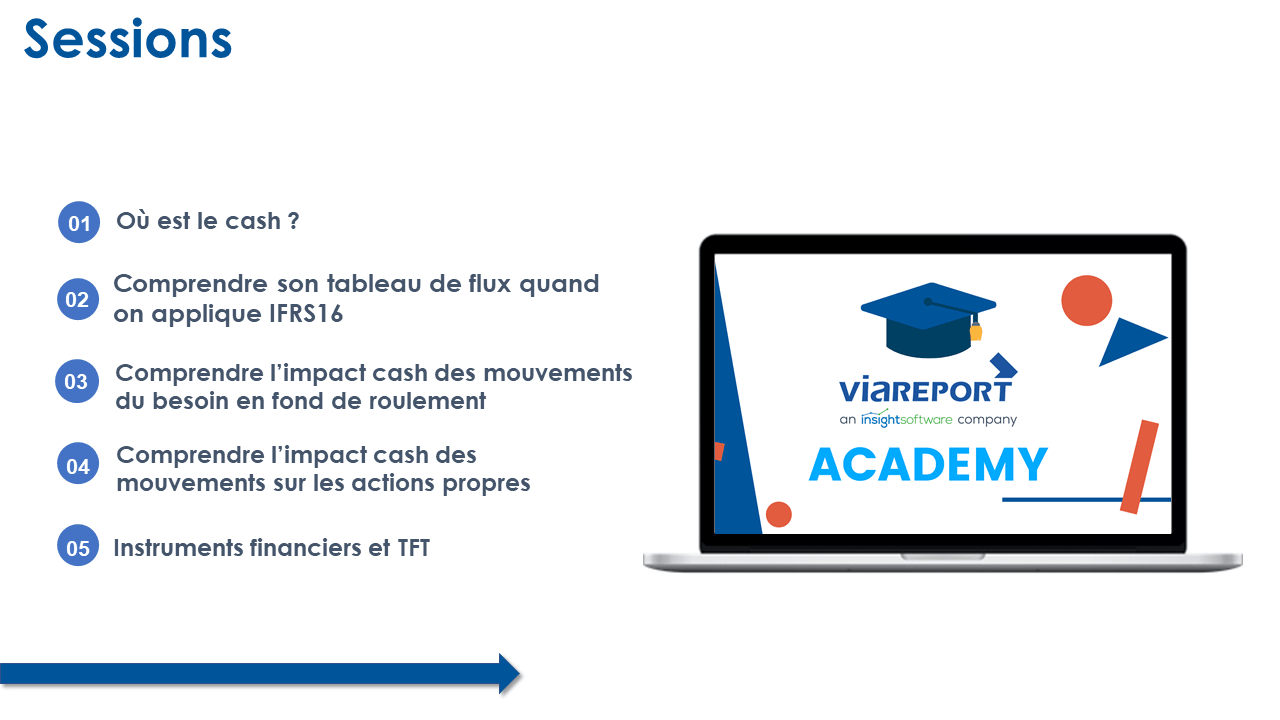 Sessions
01
Où est le cash ?
02
Comprendre son tableau de flux quand
on applique IFRS16
03
Comprendre l’impact cash des mouvements
du besoin en fond de roulement
04
Comprendre l’impact cash des
mouvements sur les actions propres
05
Instruments financiers et TFT
VIAREPORT
an insightsoftware company
ACADEMY